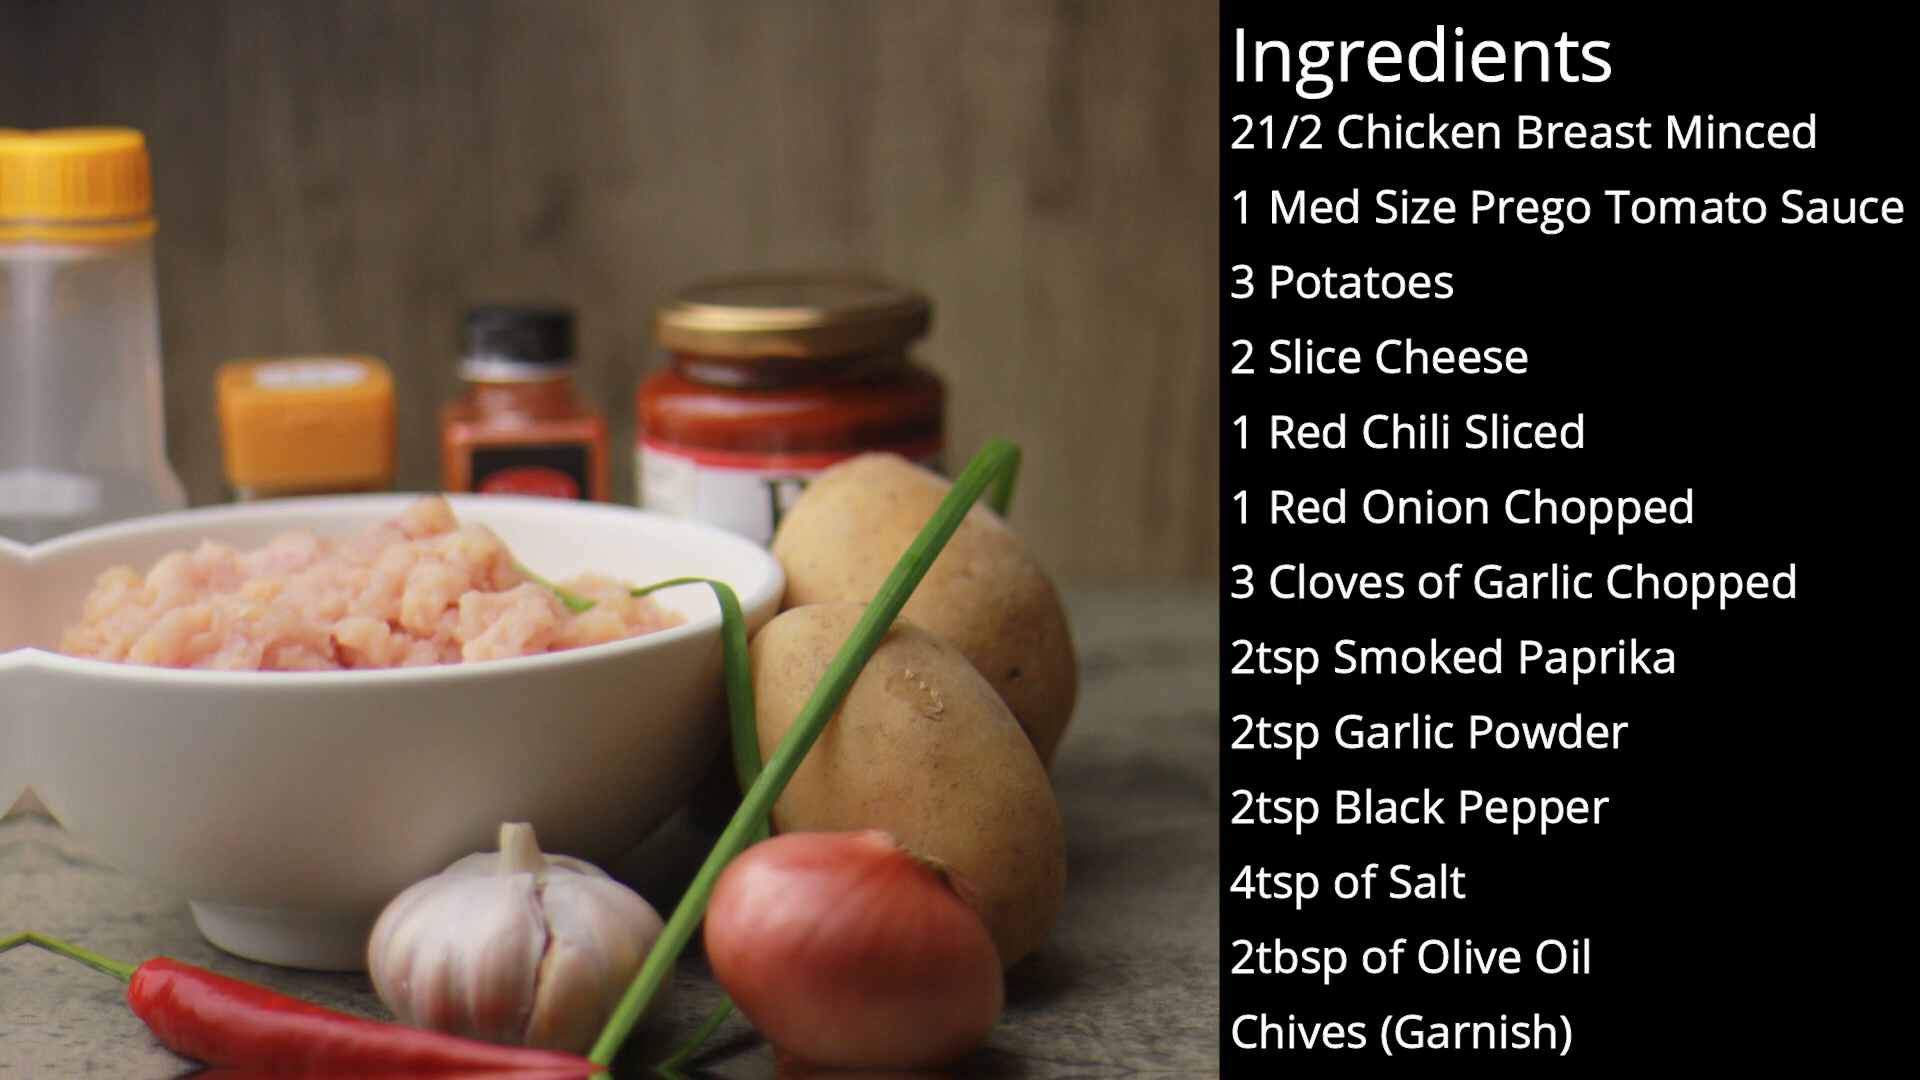 Ingredients
21/2 Chicken Breast Minced
1 Med Size Prego Tomato Sauce
3 Potatoes
2 Slice Cheese
1 Red Chili Sliced
1 Red Onion Chopped
3 Cloves of Garlic Chopped
2tsp Smoked Paprika
2tsp Garlic Powder
2tsp Black Pepper
4tsp of Salt
2tbsp of Olive Oil
Chives (Garnish)